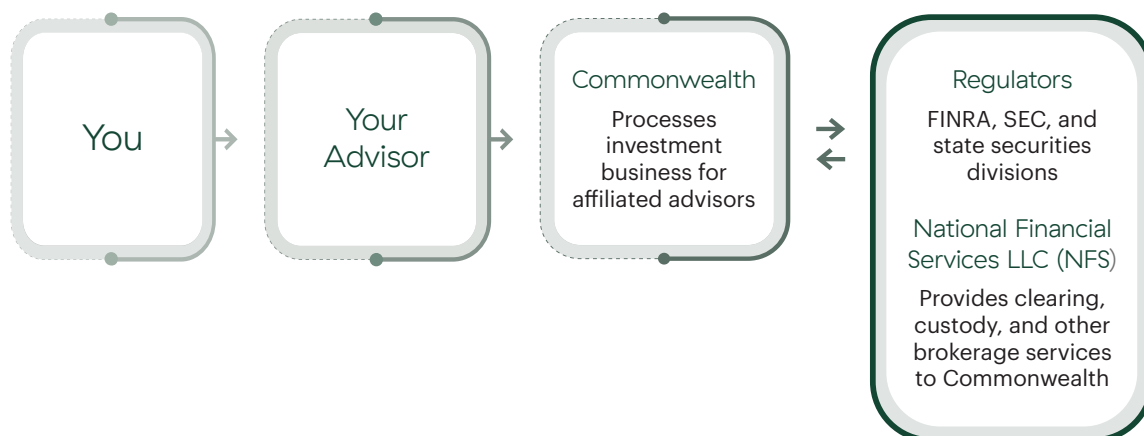 You
Your
Advisor
Commonwealth
Processes
investment
business for
affiliated advisors
Regulators
FINRA, SEC, and
state securities
divisions
National Financial
Services LLC (NFS)
Provides clearing,
custody, and other
brokerage services
to Commonwealth